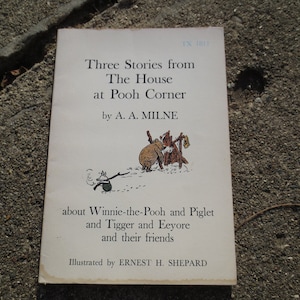 Three Stories from
The House
at Pooh Corner
by A. A. MILNE
about Winnie-the-Pooh and Piglet
and Tigger and Eeyore
and their friends
Illustrated by ERNEST H. SHEPARD